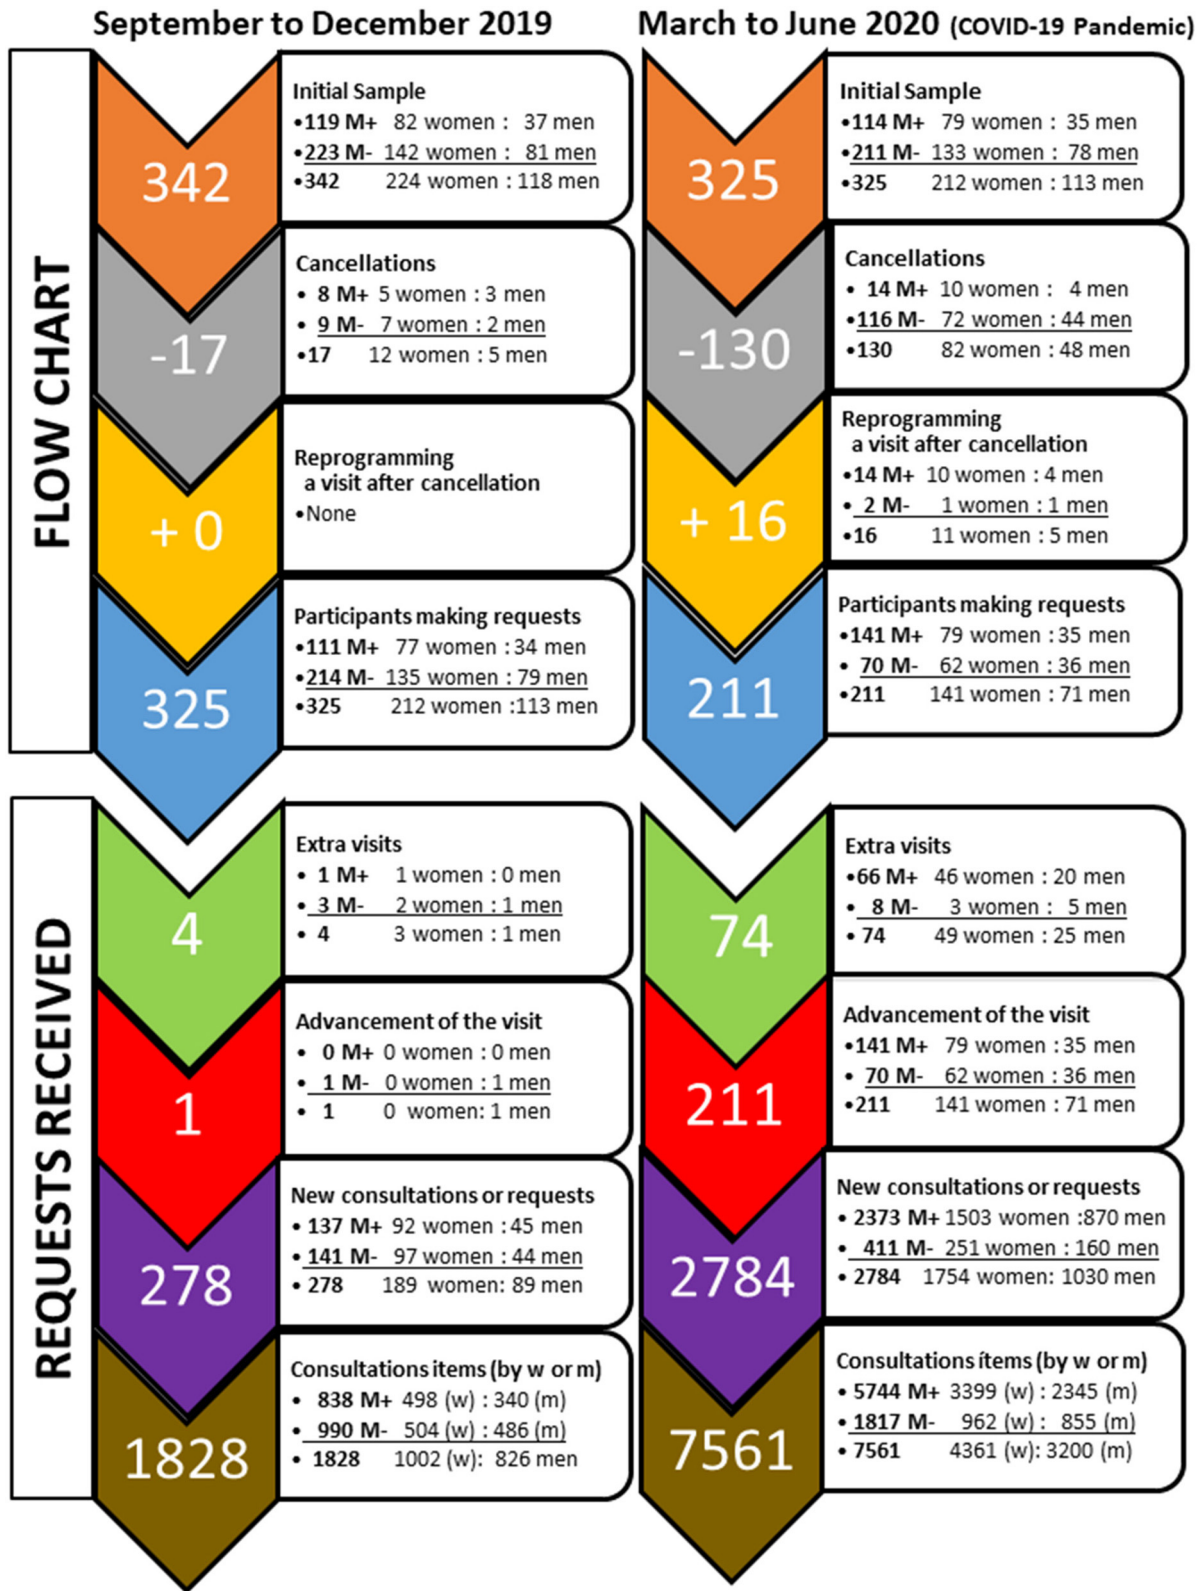 September to December 2019
FLOW CHART
342
Initial Sample
•119 M+ 82 women : 37 men
•223 M- 142 women : 81 men
•342 224 women : 118 men
-17
Cancellations
• 8 M+ 5 women : 3 men
• 9 M- 7 women : 2 men
•17 12 women : 5 men
+ 0
Reprogramming
a visit after cancellation
•None
325
Participants making requests
•111 M+ 77 women : 34 men
•214 M- 135 women : 79 men
•325 212 women :113 men
REQUESTS RECEIVED
4
Extra visits
• 1 M+ 1 women : 0 men
• 3 M- 2 women : 1 men
• 4 3 women : 1 men
1
Advancement of the visit
• 0 M+ 0 women : 0 men
• 1 M- 0 women : 1 men
• 1 0 women: 1 men
278
New consultations or requests
• 137 M+ 92 women : 45 men
• 141 M- 97 women : 44 men
• 278 189 women: 89 men
1828
Consultations items (by w or m)
• 838 M+ 498 (w) : 340 (m)
• 990 M- 504 (w) : 486 (m)
• 1828 1002 (w): 826 men
March to June 2020 (COVID-19 Pandemic)
325
Initial Sample
•114 M+ 79 women : 35 men
•211 M- 133 women : 78 men
•325 212 women : 113 men
-130
Cancellations
• 14 M+ 10 women : 4 men
•116 M- 72 women : 44 men
•130 82 women : 48 men
+ 16
Reprogramming
a visit after cancellation
•14 M+ 10 women : 4 men
• 2 M- 1 women : 1 men
•16 11 women : 5 men
211
Participants making requests
•141 M+ 79 women : 35 men
• 70 M- 62 women : 36 men
•211 141 women : 71 men
74
Extra visits
•66 M+ 46 women : 20 men
• 8 M- 3 women : 5 men
• 74 49 women : 25 men
211
Advancement of the visit
•141 M+ 79 women : 35 men
• 70 M- 62 women : 36 men
•211 141 women : 71 men
2784
New consultations or requests
• 2373 M+ 1503 women :870 men
• 411 M- 251 women : 160 men
• 2784 1754 women: 1030 men
7561
Consultations ítems (by w or m)
• 5744 M+ 3399 (w) : 2345 (m)
• 1817 M- 962 (w) : 855 (m)
• 7561 4361 (w): 3200 (m)